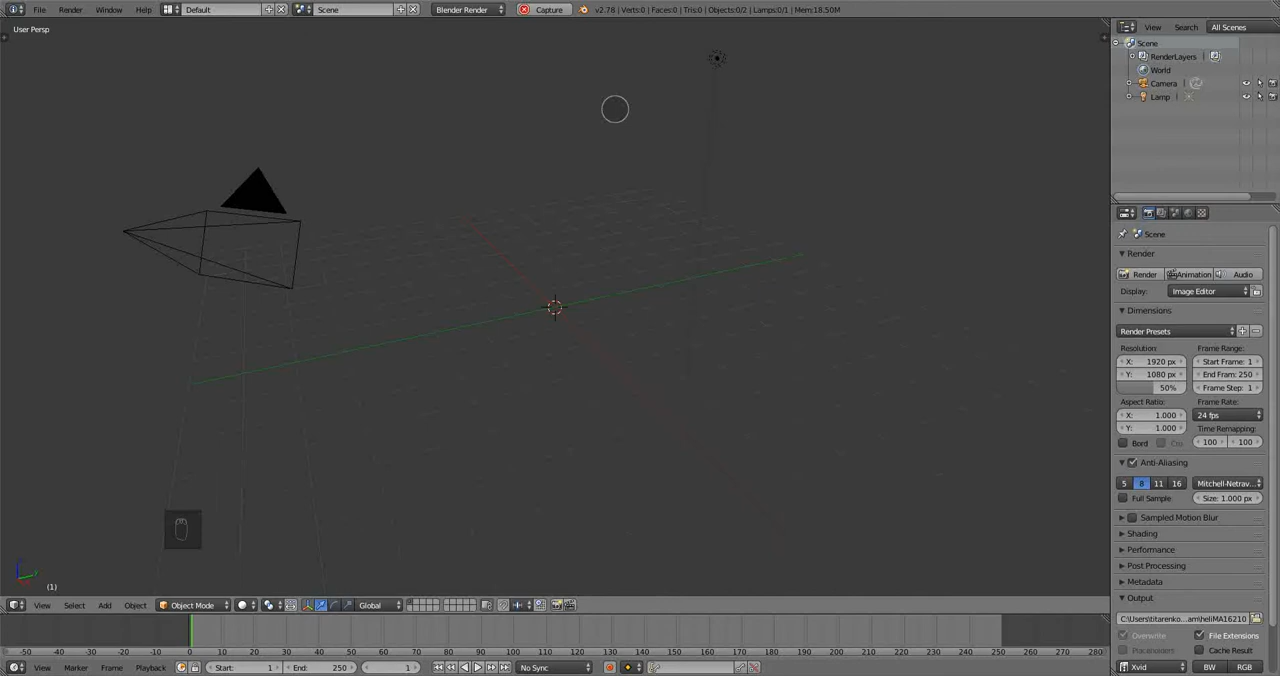 File Render Window Help Default Scene Blender Render Capture v2.78 | Verts:0 | Faces:0 | Tris:0 | Objects:0/2 | Lamps:0/1 | Mem:18.50M
User Persp
(1)
View Select Add Object Object Mode Global
-50 -40 -30 -20 -10 0 10 20 30 40 50 60 70 80 90 100 110 120 130 140 150 160 170 180 190 200 210 220 230 240 250 260 270 280
View Marker Frame Playback Start: 1 End: 250 1 No Sync
View Search All Scenes
Scene
RenderLayers
World
Camera
Lamp
Scene
Render
Render Animation Audio
Display: Image Editor
Dimensions
Render Presets
Resolution: Frame Range:
X: 1920 px Start Frame: 1
Y: 1080 px End Fram: 250
50% Frame Step: 1
Aspect Ratio: Frame Rate:
X: 1.000 24 fps
Y: 1.000 Time Remapping:
Bord Cro 100 100
Anti-Aliasing
5 8 11 16 Mitchell-Netrav...
Full Sample Size: 1.000 px
Sampled Motion Blur
Shading
Performance
Post Processing
Metadata
Output
C:\Users\titarenko...am\heliMA16210
Overwrite File Extensions
Placeholders Cache Result
Xvid BW RGB